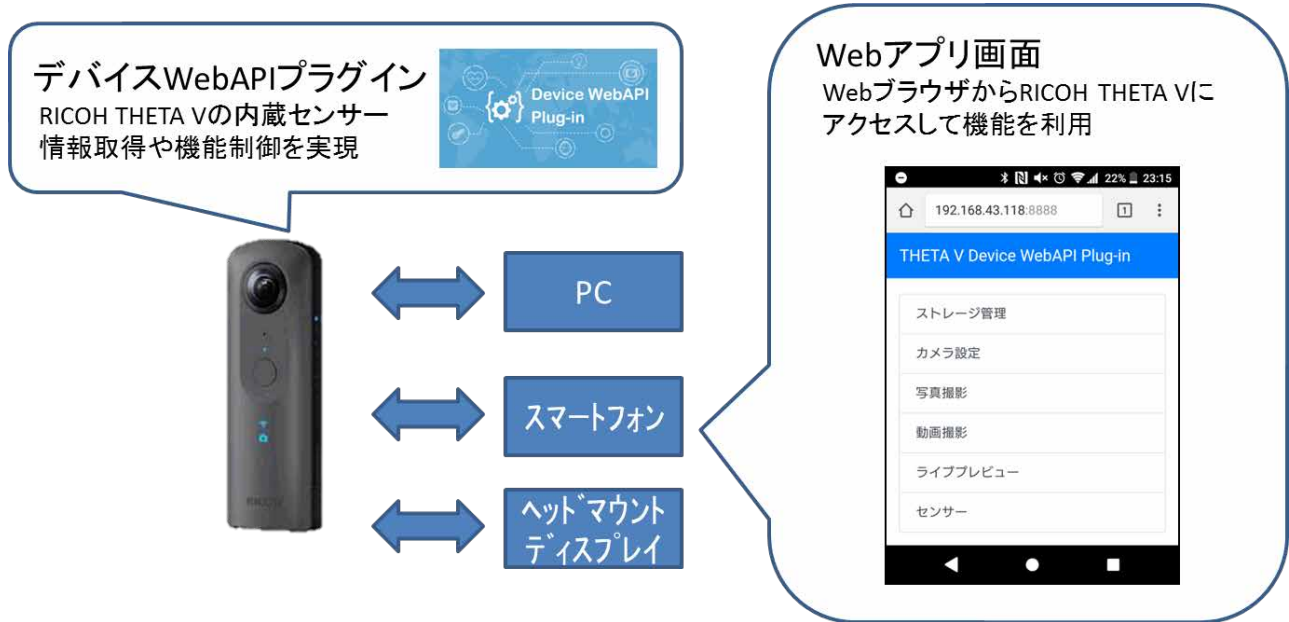 デバイスWebAPIプラグイン
RICOH THETA Vの内蔵センサー
情報取得や機能制御を実現
Device WebAPI
Plug-in
PC
スマートフォン
ヘッドマウント
ディスプレイ
Webアプリ画面
WebブラウザからRICOH THETA Vに
アクセスして機能を利用
22% 23:15
192.168.43.118:8888
1
THETA V Device WebAPI Plug-in
ストレージ管理
カメラ設定
写真撮影
動画撮影
ライブプレビュー
センサー